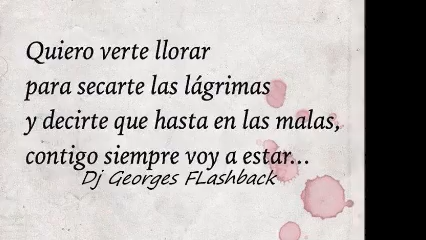 Quiero verte llorar
para secarte las lágrimas
y decirte que hasta en las malas,
contigo siempre voy a estar...
Dj Georges FLashback